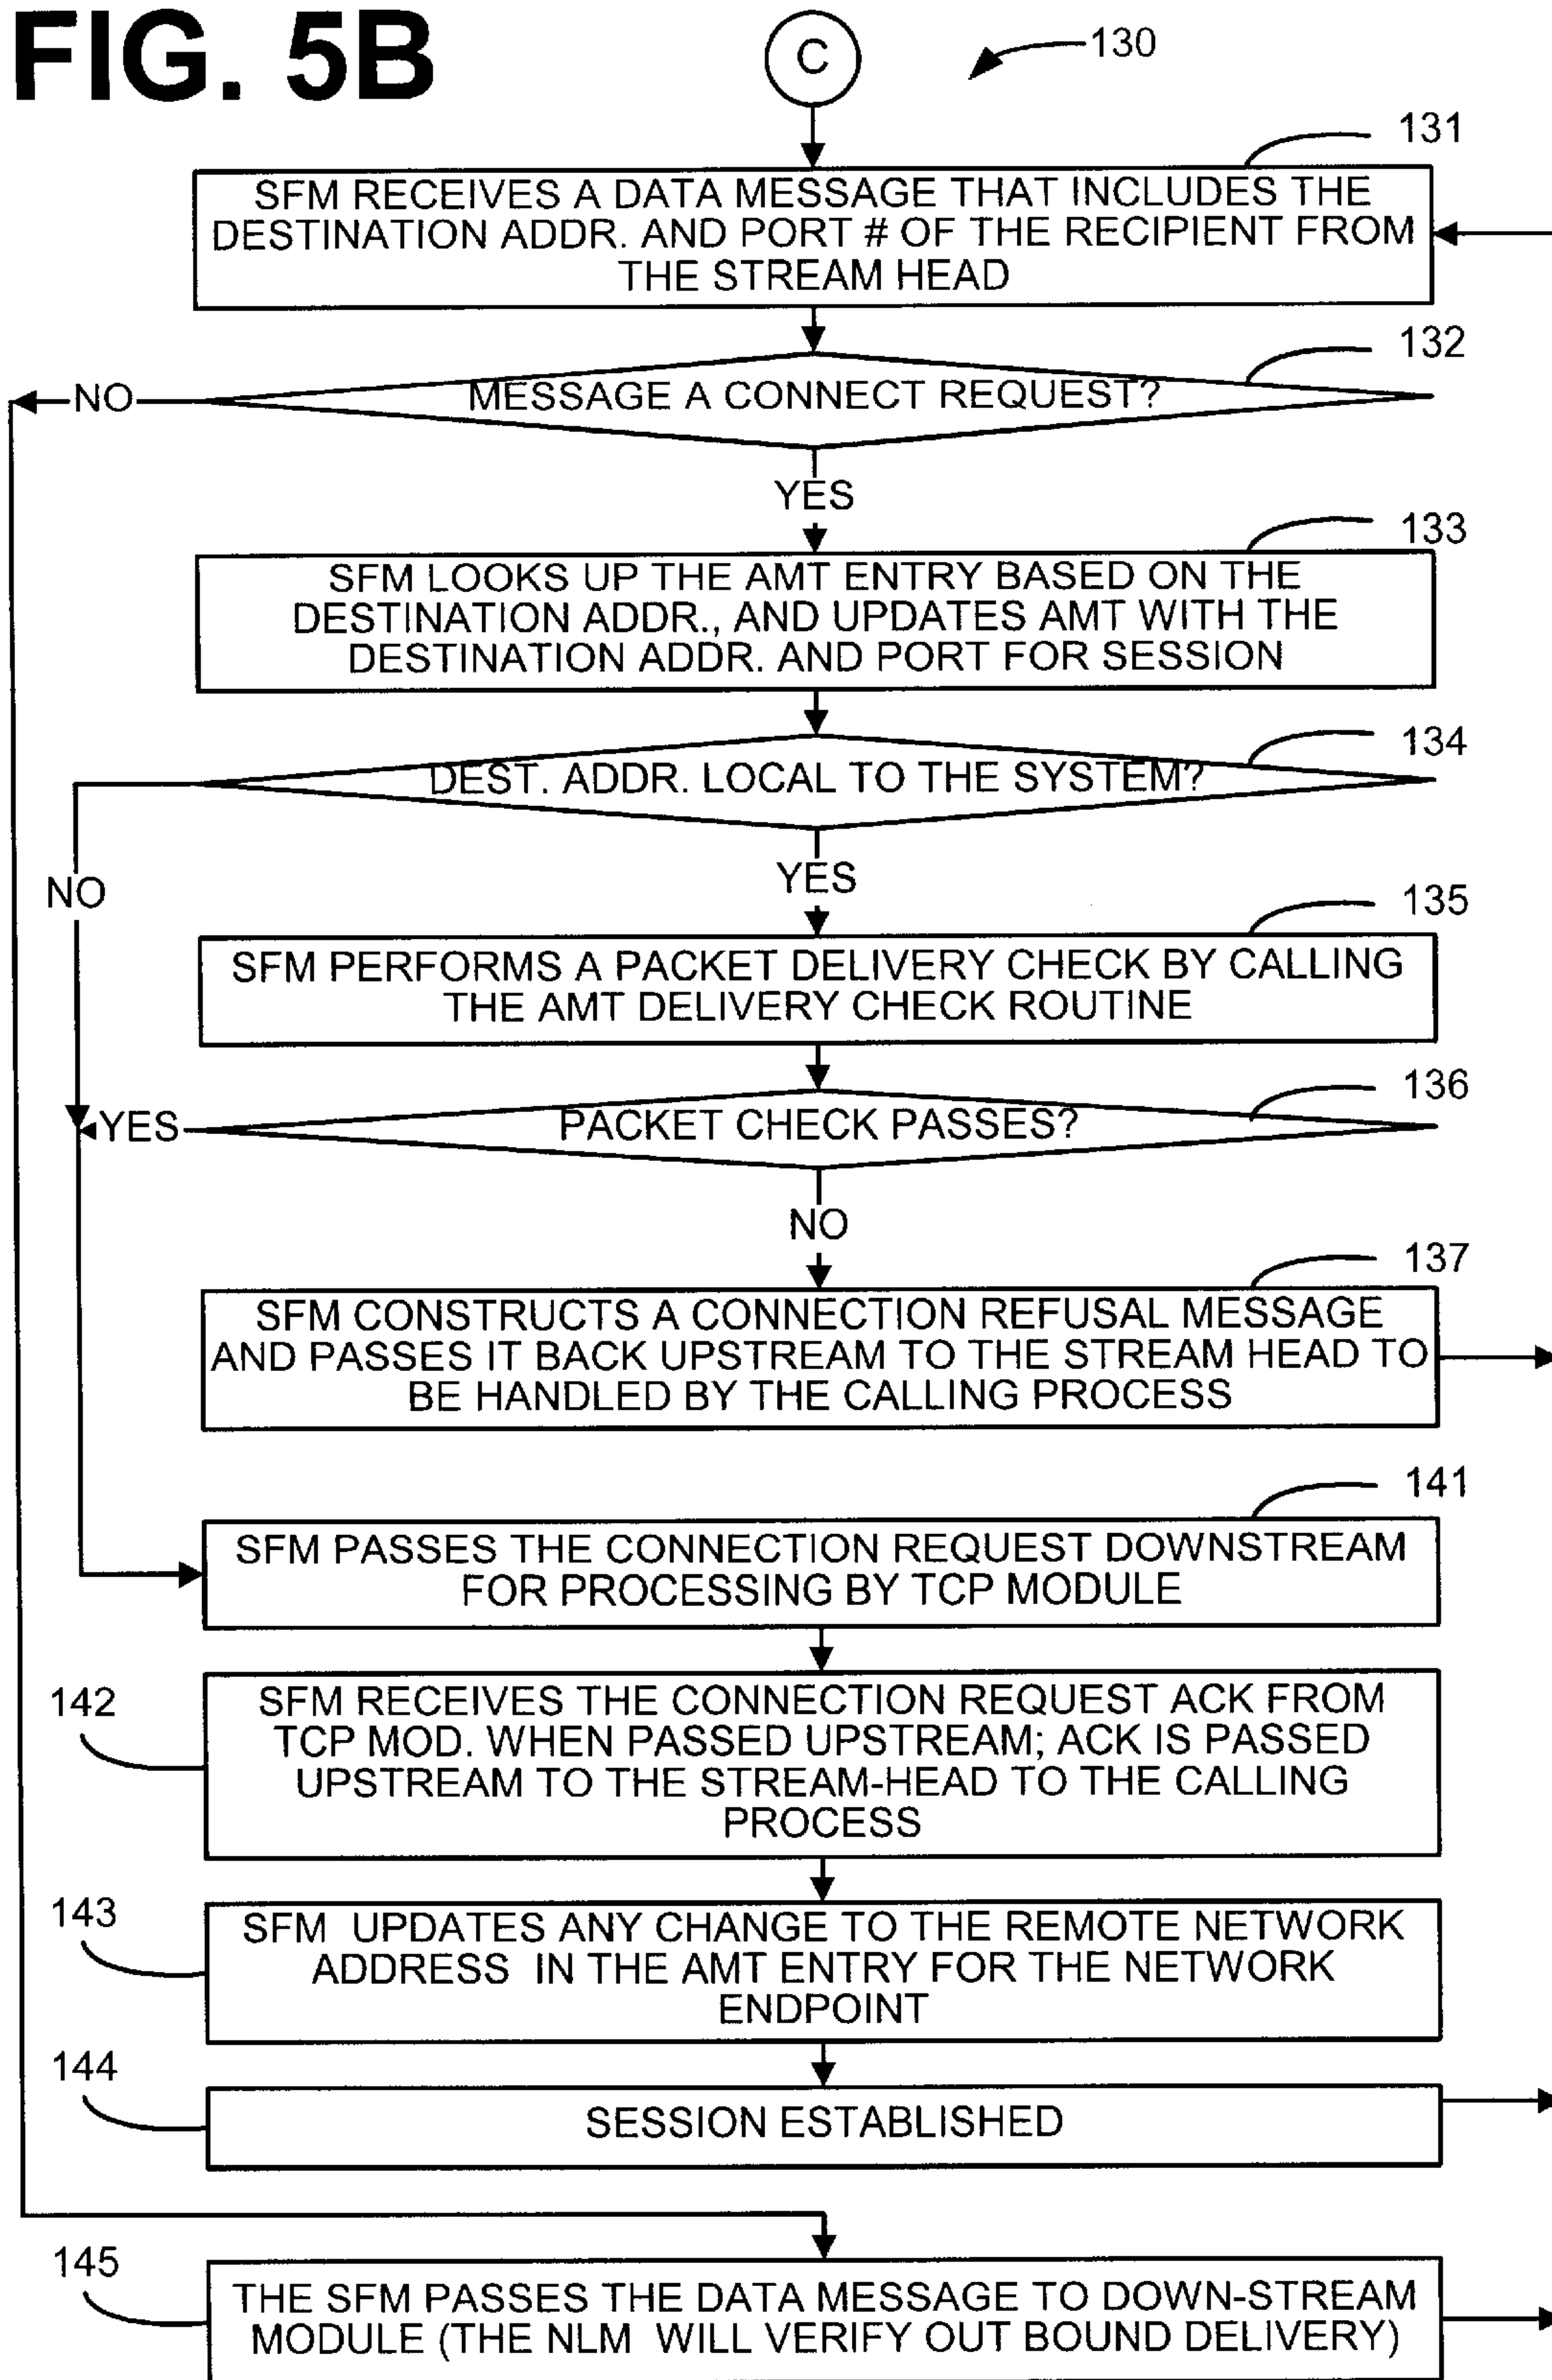 FIG. 5B
C
130
131
SFM RECEIVES A DATA MESSAGE THAT INCLUDES THE
DESTINATION ADDR. AND PORT # OF THE RECIPIENT FROM
THE STREAM HEAD
132
NO
MESSAGE A CONNECT REQUEST?
YES
133
SFM LOOKS UP THE AMT ENTRY BASED ON THE
DESTINATION ADDR., AND UPDATES AMT WITH THE
DESTINATION ADDR. AND PORT FOR SESSION
134
DEST. ADDR. LOCAL TO THE SYSTEM?
NO
YES
135
SFM PERFORMS A PACKET DELIVERY CHECK BY CALLING
THE AMT DELIVERY CHECK ROUTINE
136
YES
PACKET CHECK PASSES?
NO
137
SFM CONSTRUCTS A CONNECTION REFUSAL MESSAGE
AND PASSES IT BACK UPSTREAM TO THE STREAM HEAD TO
BE HANDLED BY THE CALLING PROCESS
141
SFM PASSES THE CONNECTION REQUEST DOWNSTREAM
FOR PROCESSING BY TCP MODULE
142
SFM RECEIVES THE CONNECTION REQUEST ACK FROM
TCP MOD. WHEN PASSED UPSTREAM; ACK IS PASSED
UPSTREAM TO THE STREAM-HEAD TO THE CALLING
PROCESS
143
SFM UPDATES ANY CHANGE TO THE REMOTE NETWORK
ADDRESS IN THE AMT ENTRY FOR THE NETWORK
ENDPOINT
144
SESSION ESTABLISHED
145
THE SFM PASSES THE DATA MESSAGE TO DOWN-STREAM
MODULE (THE NLM WILL VERIFY OUT BOUND DELIVERY)